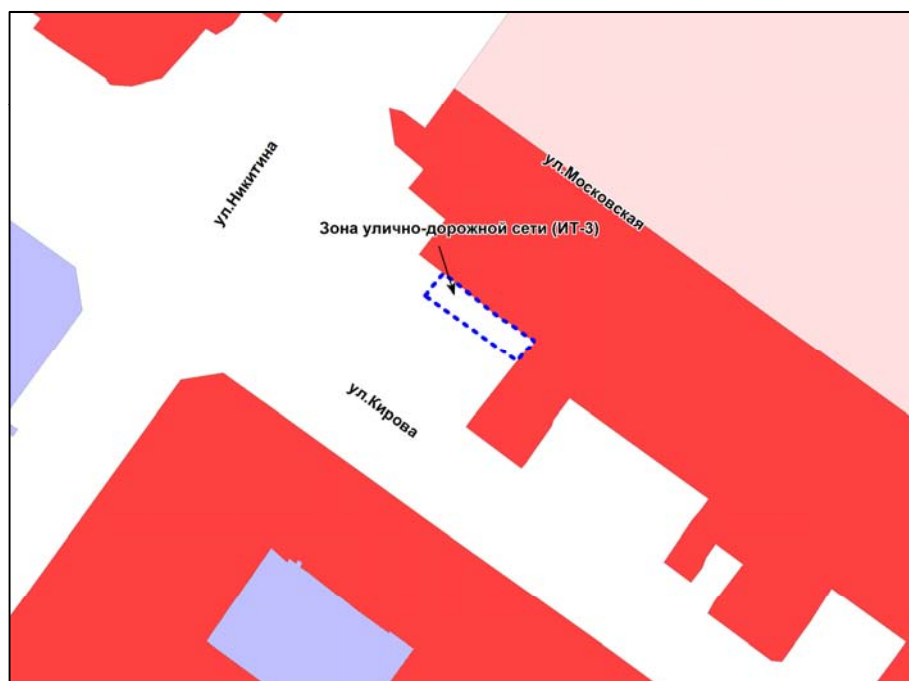 ул.Московская
ул.Никитина
Зона улично-дорожной сети (ИТ-3)
ул.Кирова